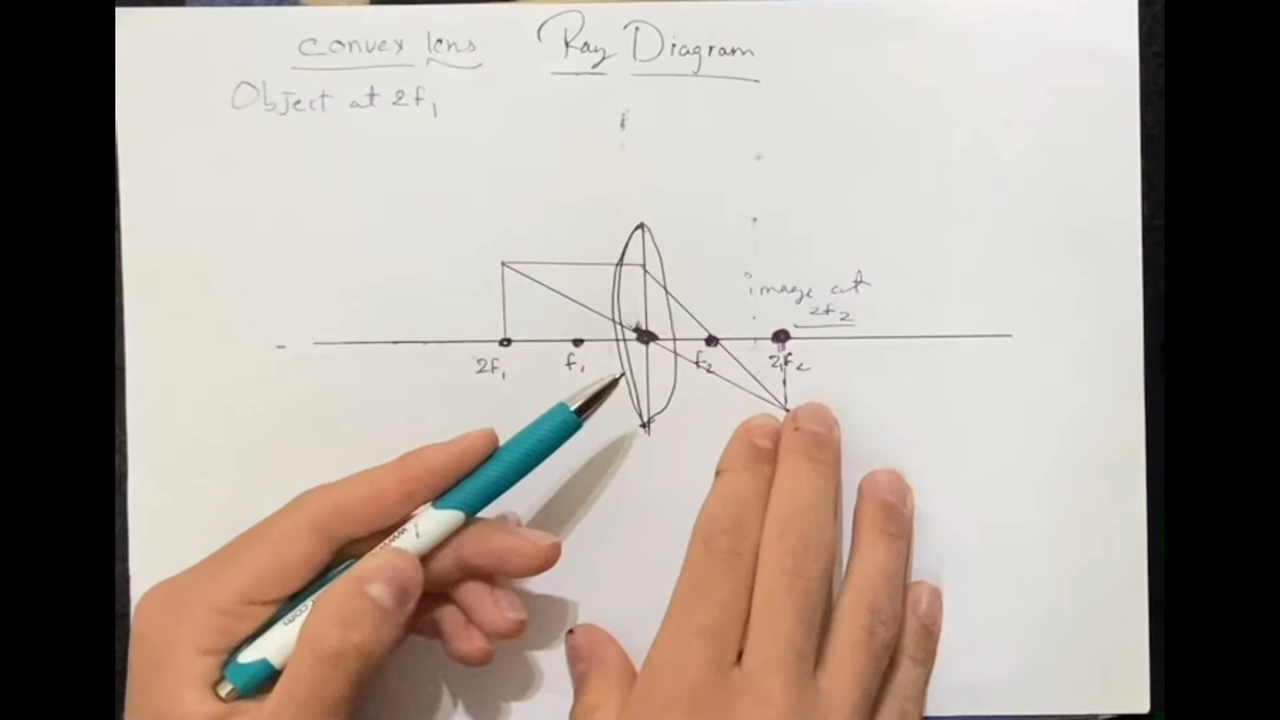 convex lens Ray Diagram
Object at 2f1
image at
2f2
2f1 f1 f2 2f2